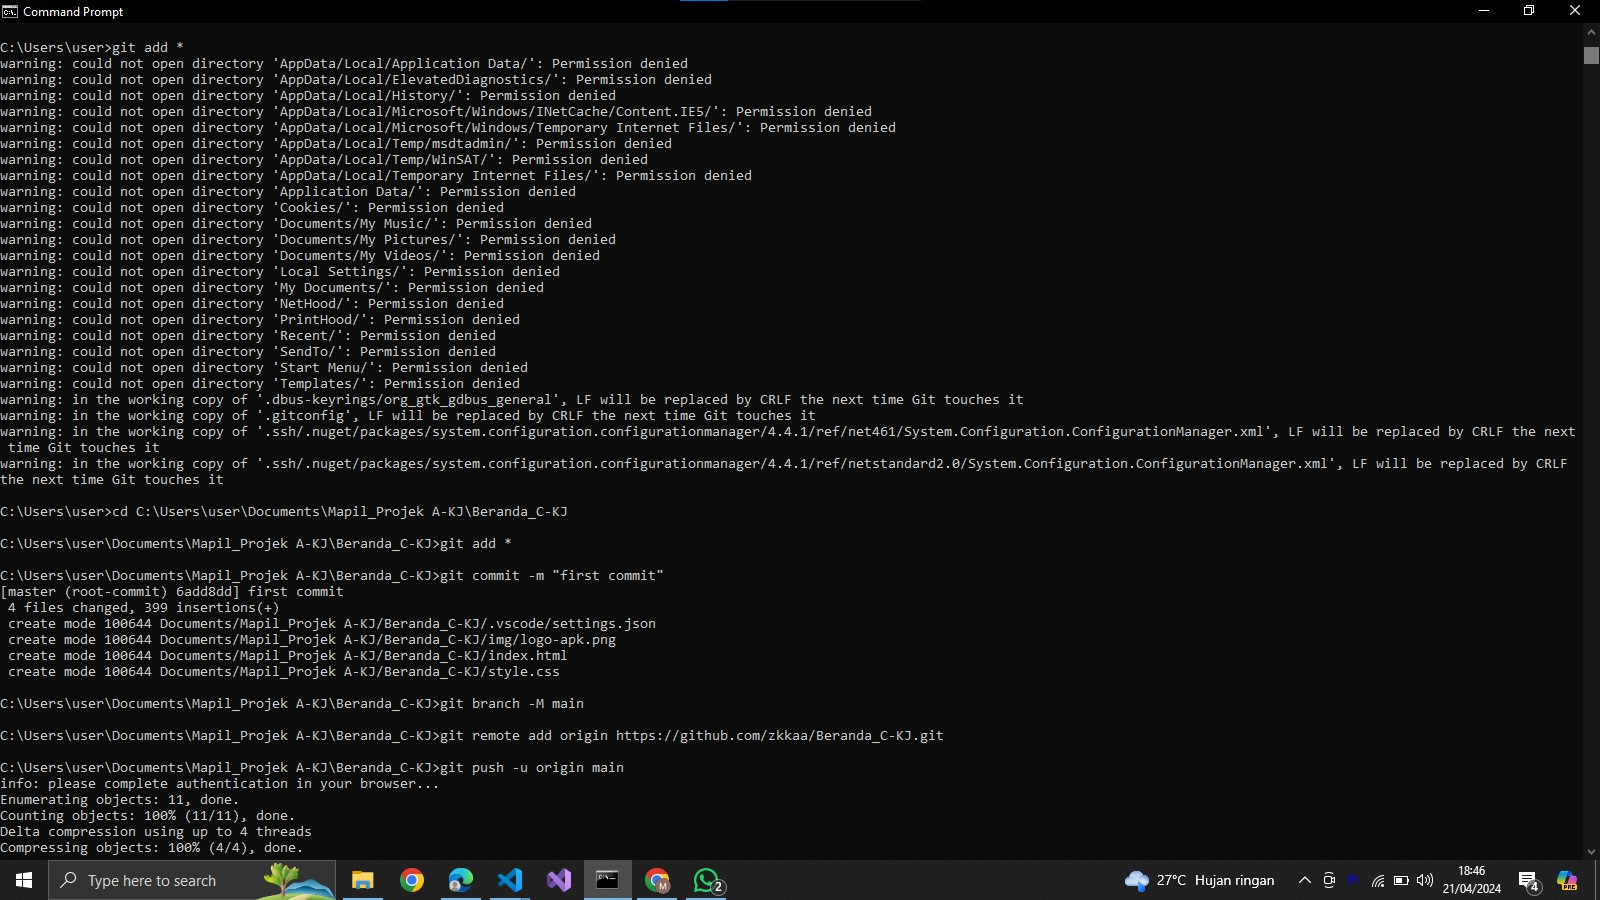 Command Prompt
C:\Users\user>git add *
warning: could not open directory 'AppData/Local/Application Data/': Permission denied
warning: could not open directory 'AppData/Local/ElevatedDiagnostics/': Permission denied
warning: could not open directory 'AppData/Local/History/': Permission denied
warning: could not open directory 'AppData/Local/Microsoft/Windows/INetCache/Content.IE5/': Permission denied
warning: could not open directory 'AppData/Local/Microsoft/Windows/Temporary Internet Files/': Permission denied
warning: could not open directory 'AppData/Local/Temp/msdtadmin/': Permission denied
warning: could not open directory 'AppData/Local/Temp/WinSAT/': Permission denied
warning: could not open directory 'AppData/Local/Temporary Internet Files/': Permission denied
warning: could not open directory 'Application Data/': Permission denied
warning: could not open directory 'Cookies/': Permission denied
warning: could not open directory 'Documents/My Music/': Permission denied
warning: could not open directory 'Documents/My Pictures/': Permission denied
warning: could not open directory 'Documents/My Videos/': Permission denied
warning: could not open directory 'Local Settings/': Permission denied
warning: could not open directory 'My Documents/': Permission denied
warning: could not open directory 'NetHood/': Permission denied
warning: could not open directory 'PrintHood/': Permission denied
warning: could not open directory 'Recent/': Permission denied
warning: could not open directory 'SendTo/': Permission denied
warning: could not open directory 'Start Menu/': Permission denied
warning: could not open directory 'Templates/': Permission denied
warning: in the working copy of '.dbus-keyrings/org_gtk_gdbus_general', LF will be replaced by CRLF the next time Git touches it
warning: in the working copy of '.gitconfig', LF will be replaced by CRLF the next time Git touches it
warning: in the working copy of '.ssh/.nuget/packages/system.configuration.configurationmanager/4.4.1/ref/net461/System.Configuration.ConfigurationManager.xml', LF will be replaced by CRLF the next
 time Git touches it
warning: in the working copy of '.ssh/.nuget/packages/system.configuration.configurationmanager/4.4.1/ref/netstandard2.0/System.Configuration.ConfigurationManager.xml', LF will be replaced by CRLF
the next time Git touches it
C:\Users\user>cd C:\Users\user\Documents\Mapil_Projek A-KJ\Beranda_C-KJ
C:\Users\user\Documents\Mapil_Projek A-KJ\Beranda_C-KJ>git add *
C:\Users\user\Documents\Mapil_Projek A-KJ\Beranda_C-KJ>git commit -m "first commit"
[master (root-commit) 6add8dd] first commit
 4 files changed, 399 insertions(+)
 create mode 100644 Documents/Mapil_Projek A-KJ/Beranda_C-KJ/.vscode/settings.json
 create mode 100644 Documents/Mapil_Projek A-KJ/Beranda_C-KJ/img/logo-apk.png
 create mode 100644 Documents/Mapil_Projek A-KJ/Beranda_C-KJ/index.html
 create mode 100644 Documents/Mapil_Projek A-KJ/Beranda_C-KJ/style.css
C:\Users\user\Documents\Mapil_Projek A-KJ\Beranda_C-KJ>git branch -M main
C:\Users\user\Documents\Mapil_Projek A-KJ\Beranda_C-KJ>git remote add origin https://github.com/zkkaa/Beranda_C-KJ.git
C:\Users\user\Documents\Mapil_Projek A-KJ\Beranda_C-KJ>git push -u origin main
info: please complete authentication in your browser...
Enumerating objects: 11, done.
Counting objects: 100% (11/11), done.
Delta compression using up to 4 threads
Compressing objects: 100% (4/4), done.
Type here to search
M
2
27°C Hujan ringan
18:46
21/04/2024
4
PRE